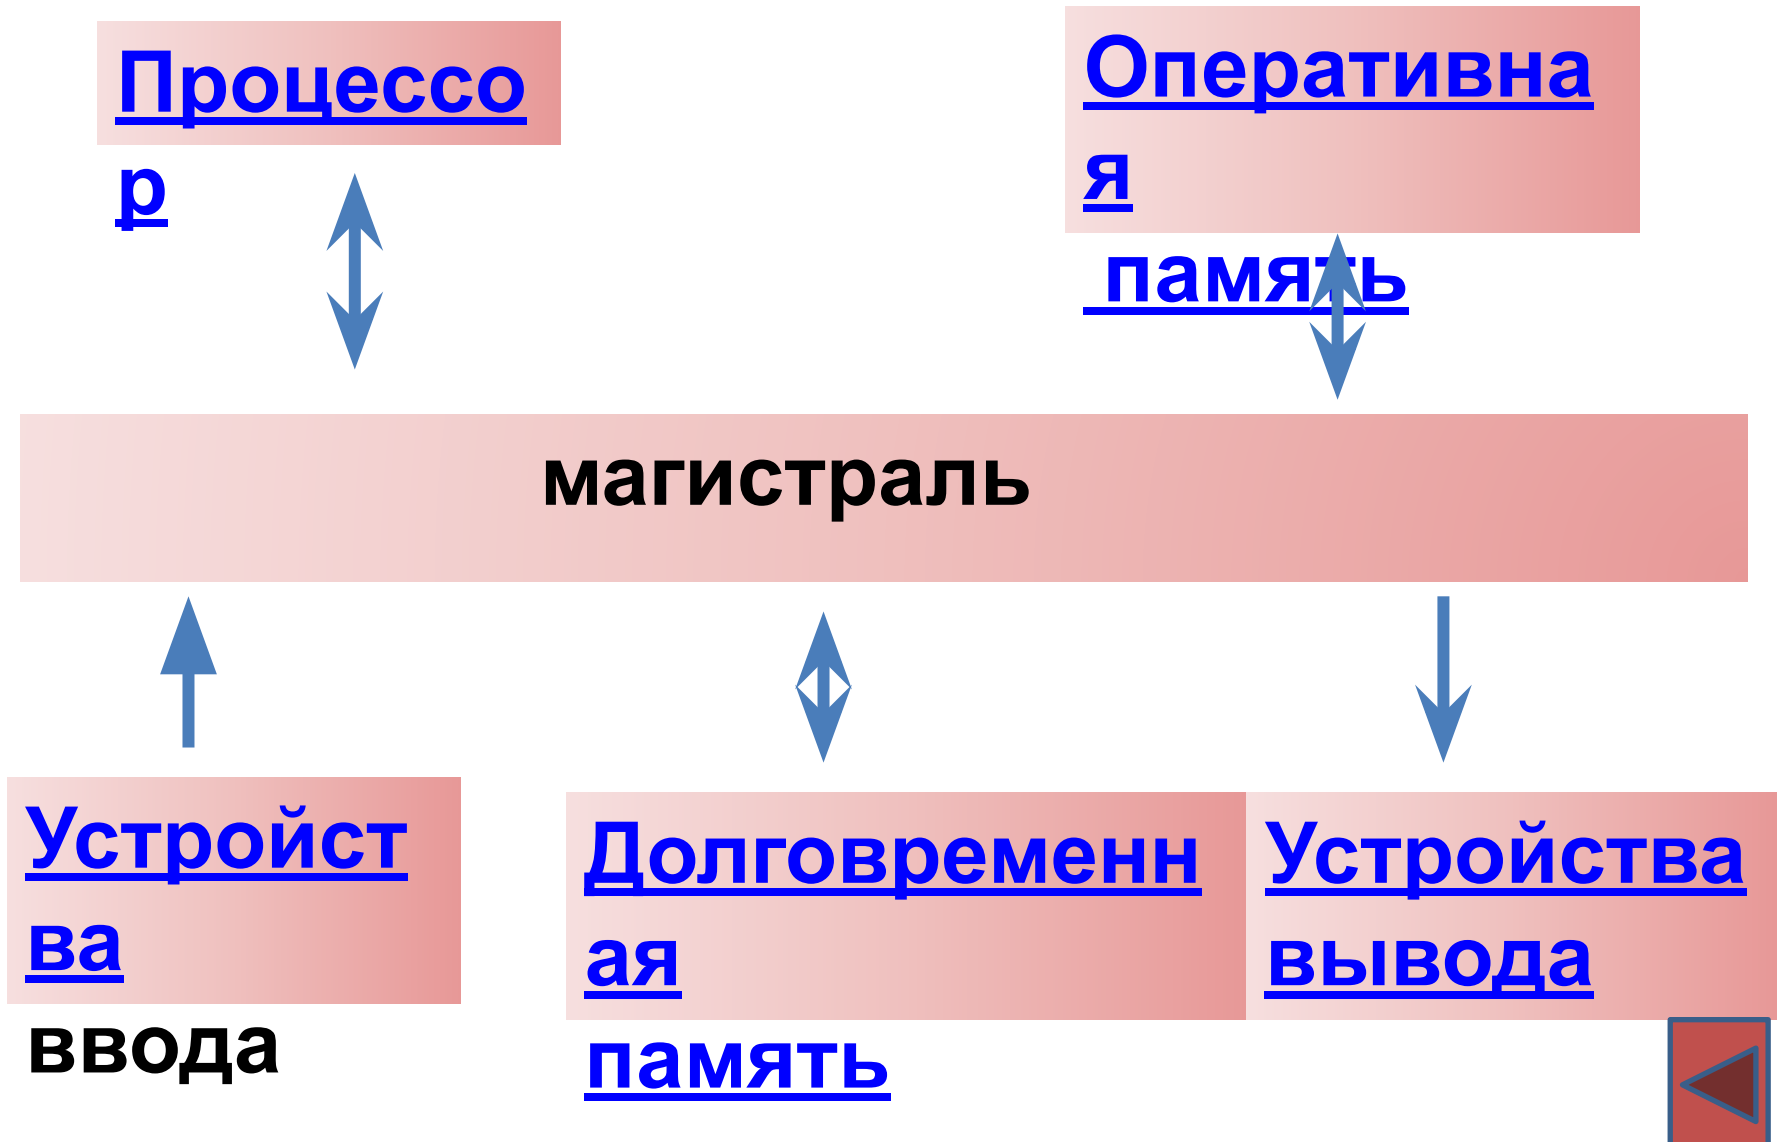 Процессо
р
Оперативна
я
память
магистраль
Устройст
ва
ввода
Долговременн
ая
память
Устройства
вывода